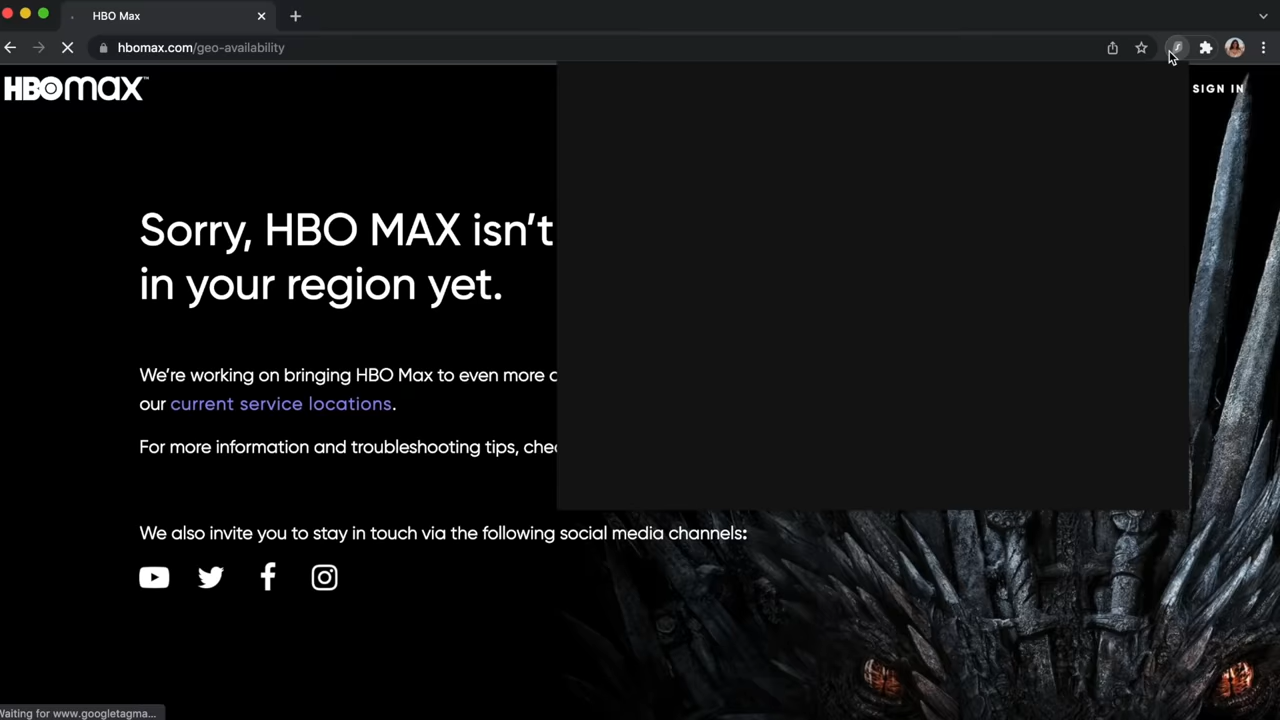 HBO Max
hbomax.com/geo-availability
HBOmax™
SIGN IN
Sorry, HBO MAX isn't
in your region yet.
We're working on bringing HBO Max to even more
our current service locations.
For more information and troubleshooting tips,
We also invite you to stay in touch via the following social media channels:
Waiting for www.googletagma...